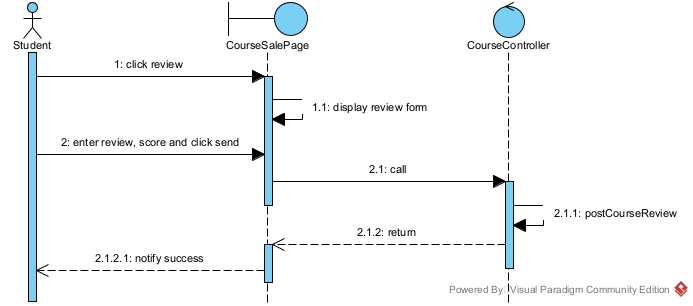 Student
CourseSalePage
CourseController
1: click review
1.1: display review form
2: enter review, score and click send
2.1: call
2.1.1: postCourseReview
2.1.2: return
2.1.2.1: notify success
Powered By: Visual Paradigm Community Edition